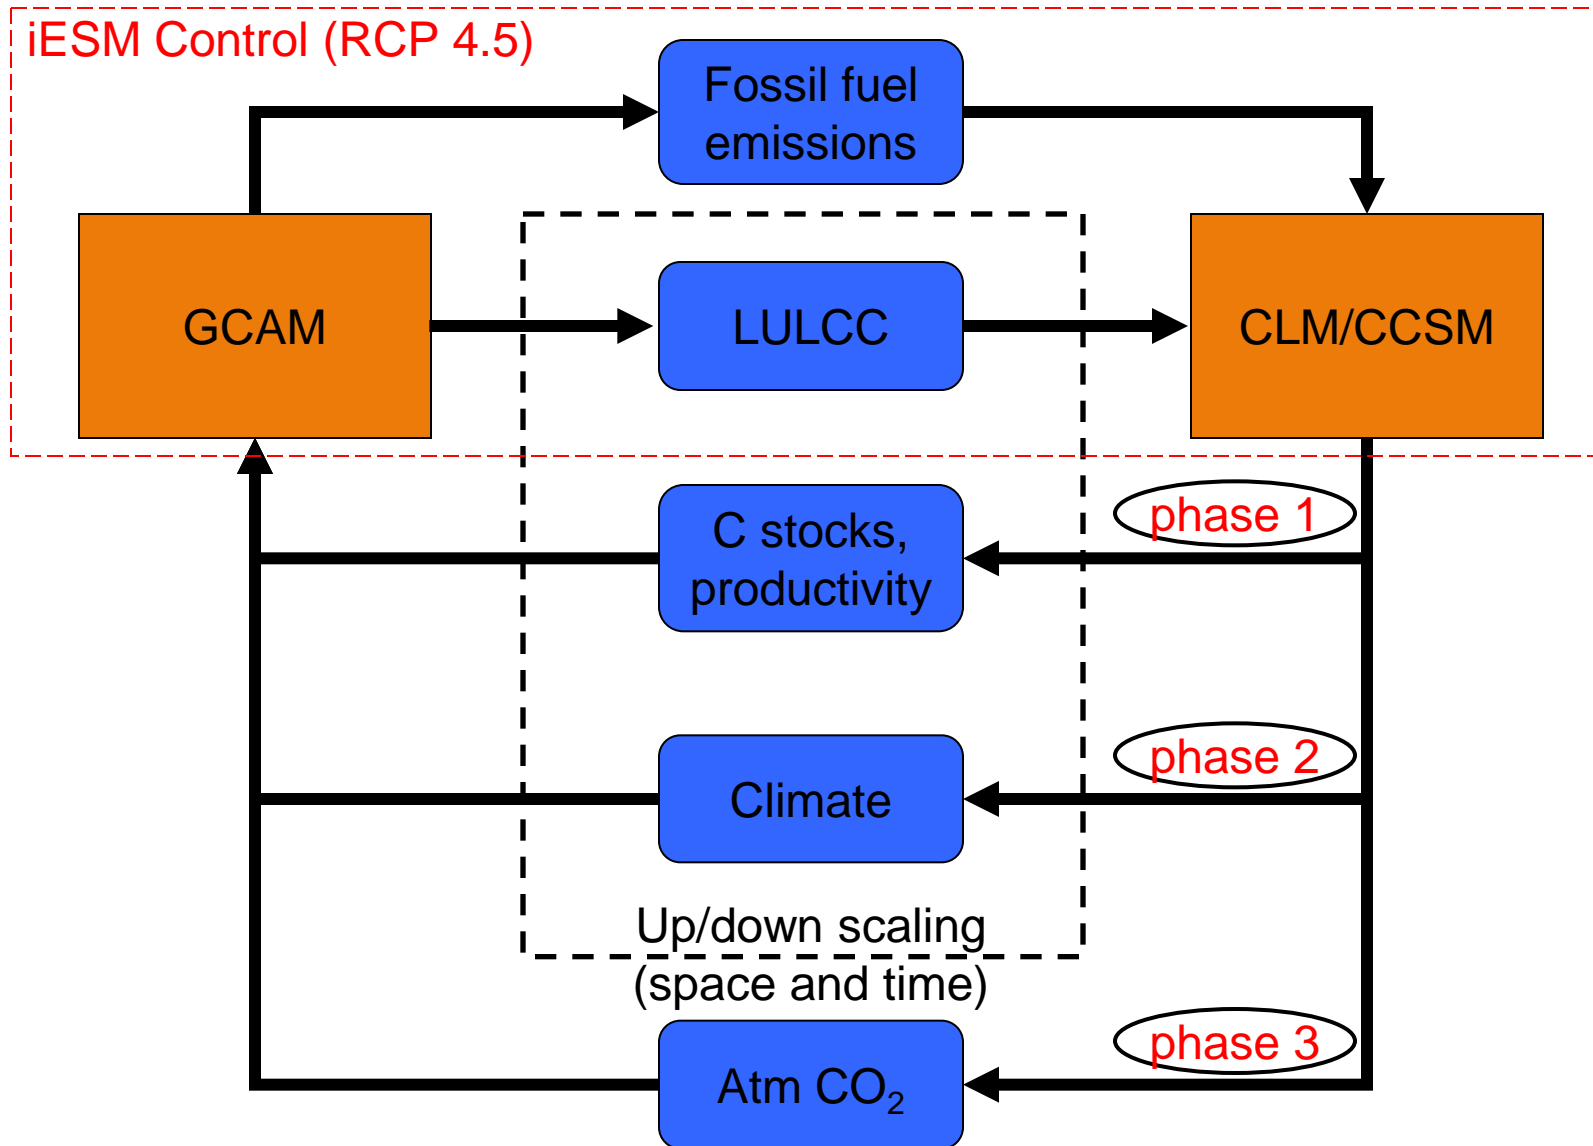 iESM Control (RCP 4.5)
Fossil fuel
emissions
GCAM
LULCC
CLM/CCSM
phase 1
C stocks,
productivity
phase 2
Climate
Up/down scaling
(space and time)
phase 3
Atm CO₂